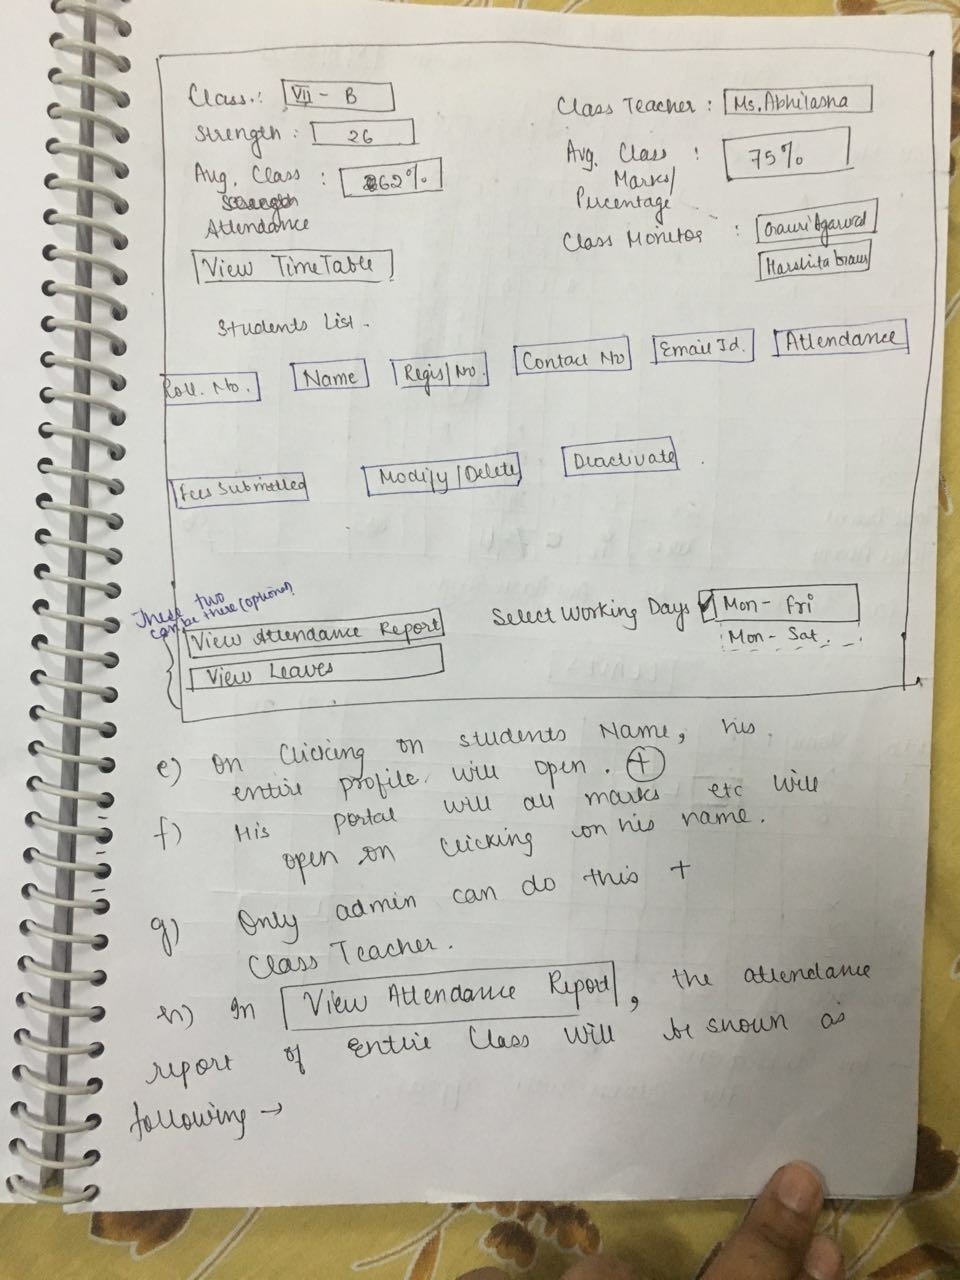 Class.: VII - B
Class Teacher : Ms. Abhilasha
Strength : 26
Avg. Class : 62%
Attendance
Avg. Class : 75%
Marks/
Percentage
Class Monitor : Gauri Agarwal
Harshita
View TimeTable
Students List.
Roll. No.
Name
Regis/No.
Contact No
Email Id.
Attendance
Fees Submitted
Modify/Delete
Deactivate
These two
can be there (optional)
View Attendance Report
View Leaves
Select Working Days ✓ Mon - Fri
Mon - Sat.
e) On Clicking on students Name, his
entire profile will open. +
f) His portal will all marks etc will
open on clicking on his name.
g) Only admin can do this +
Class Teacher.
h) In View Attendance Report, the attendance
report of Entire Class will be shown as
following →